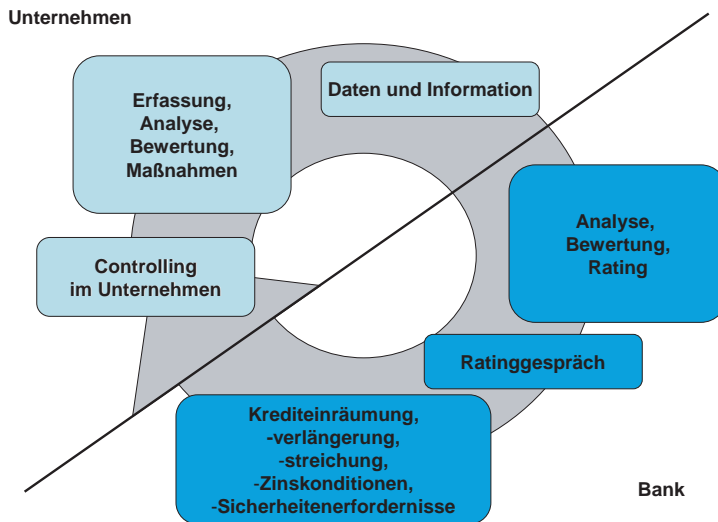 Unternehmen
Erfassung,
Analyse,
Bewertung,
Maßnahmen
Daten und Information
Analyse,
Bewertung,
Rating
Controlling
im Unternehmen
Ratinggespräch
Krediteinräumung,
-verlängerung,
-streichung,
-Zinskonditionen,
-Sicherheitenerfordernisse
Bank